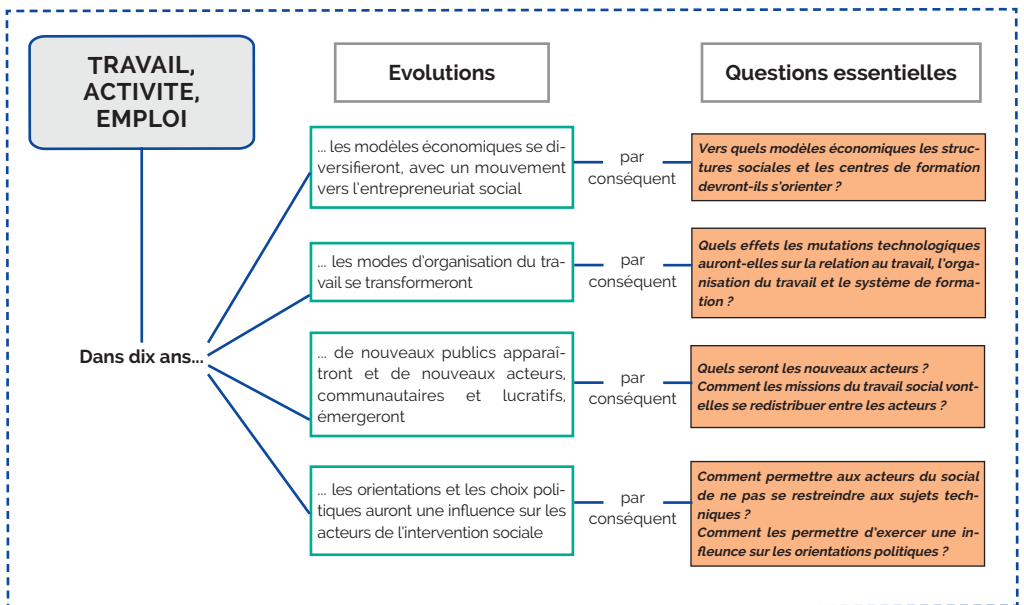 TRAVAIL,
ACTIVITE,
EMPLOI
Evolutions
Questions essentielles
Dans dix ans...
... les modèles économiques se di-
versifieront, avec un mouvement
vers l'entrepreneuriat social
par
conséquent
Vers quels modèles économiques les struc-
tures sociales et les centres de formation
devront-ils s'orienter ?
... les modes d'organisation du tra-
vail se transformeront
par
conséquent
Quels effets les mutations technologiques
auront-elles sur la relation au travail, l'orga-
nisation du travail et le système de forma-
tion ?
... de nouveaux publics apparaî-
tront et de nouveaux acteurs,
communautaires et lucratifs,
émergeront
par
conséquent
Quels seront les nouveaux acteurs ?
Comment les missions du travail social vont-
elles se redistribuer entre les acteurs ?
... les orientations et les choix poli-
tiques auront une influence sur les
acteurs de l'intervention sociale
par
conséquent
Comment permettre aux acteurs du social
de ne pas se restreindre aux sujets tech-
niques ?
Comment les permettre d'exercer une in-
fleunce sur les orientations politiques ?